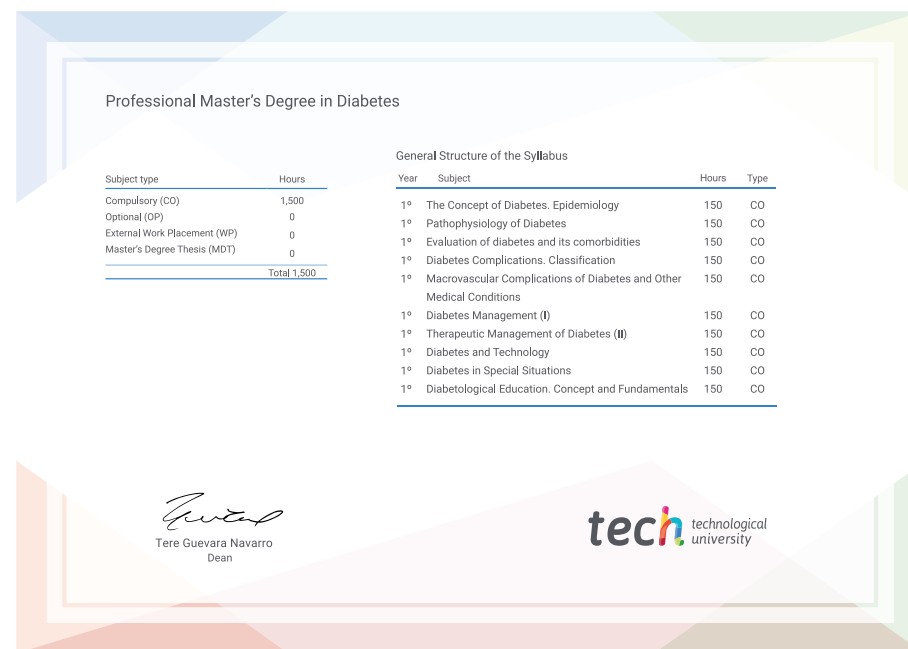 Professional Master's Degree in Diabetes
Subject type Hours
Compulsory (CO) 1,500
Optional (OP) 0
External Work Placement (WP) 0
Master's Degree Thesis (MDT) 0
Total 1,500
General Structure of the Syllabus
Year Subject Hours Type
1º The Concept of Diabetes. Epidemiology 150 CO
1º Pathophysiology of Diabetes 150 CO
1º Evaluation of diabetes and its comorbidities 150 CO
1º Diabetes Complications. Classification 150 CO
1º Macrovascular Complications of Diabetes and Other 150 CO
Medical Conditions
1º Diabetes Management (I) 150 CO
1º Therapeutic Management of Diabetes (II) 150 CO
1º Diabetes and Technology 150 CO
1º Diabetes in Special Situations 150 CO
1º Diabetological Education. Concept and Fundamentals 150 CO
Tere Guevara Navarro
Dean
tech technological
university